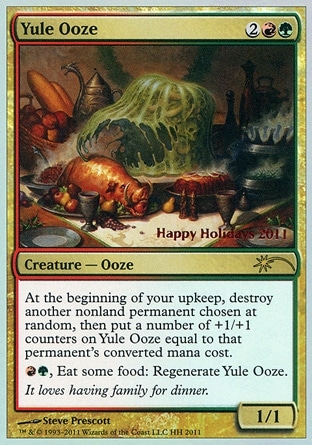 Yule Ooze 2
Happy Holidays 2011
Creature — Ooze
At the beginning of your upkeep, destroy
another nonland permanent chosen at
random, then put a number of +1/+1
counters on Yule Ooze equal to that
permanent's converted mana cost.
, Eat some food: Regenerate Yule Ooze.
It loves having family for dinner.
Steve Prescott
™ & © 1993–2011 Wizards of the Coast LLC HH 2011
1/1